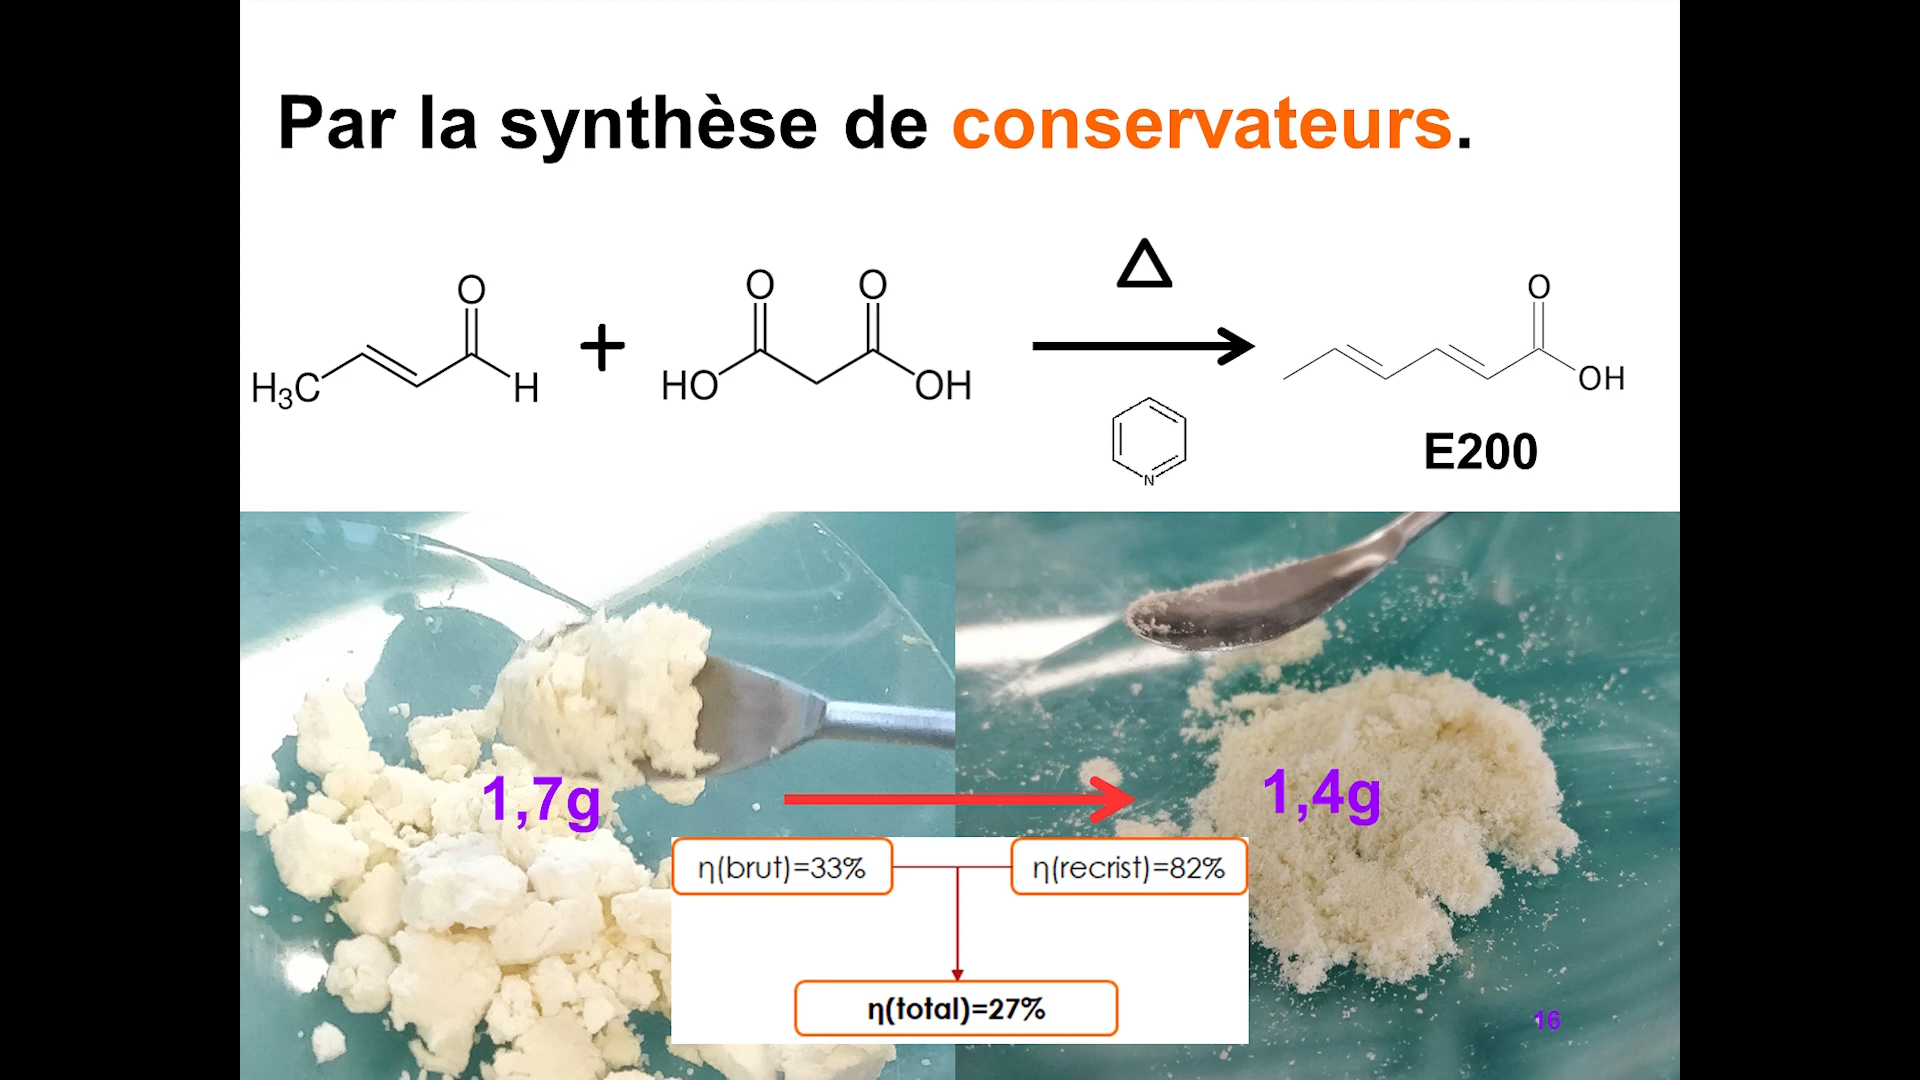 Par la synthèse de conservateurs.
H₃C O H + HO O O OH O OH
N
E200
1,7g 1,4g
η(brut)=33% η(recrist)=82%
η(total)=27%
16